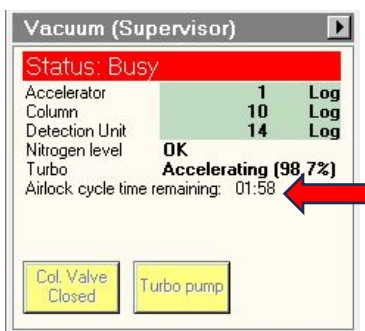 Vacuum (Supervisor)
Status: Busy
Accelerator 1 Log
Column 10 Log
Detection Unit 14 Log
Nitrogen level OK
Turbo Accelerating (98,7%)
Airlock cycle time remaining: 01:58
Col. Valve
Closed
Turbo pump